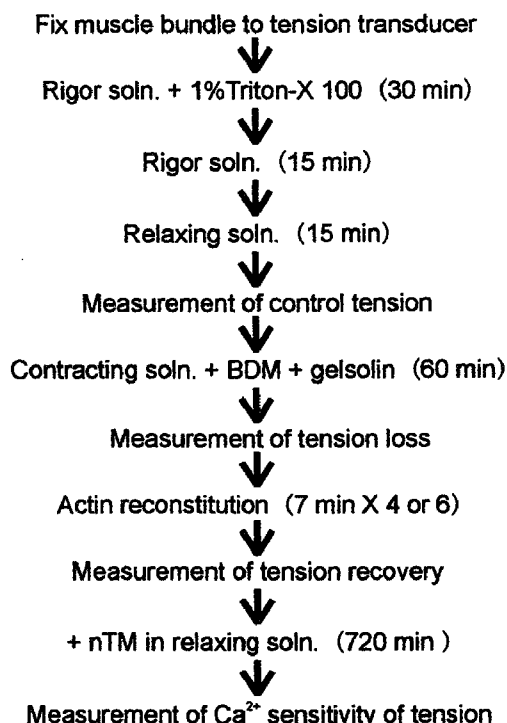 Fix muscle bundle to tension transducer
Rigor soln. + 1%Triton-X 100 (30 min)
Rigor soln. (15 min)
Relaxing soln. (15 min)
Measurement of control tension
Contracting soln. + BDM + gelsolin (60 min)
Measurement of tension loss
Actin reconstitution (7 min X 4 or 6)
Measurement of tension recovery
+ nTM in relaxing soln. (720 min )
Measurement of Ca²⁺ sensitivity of tension